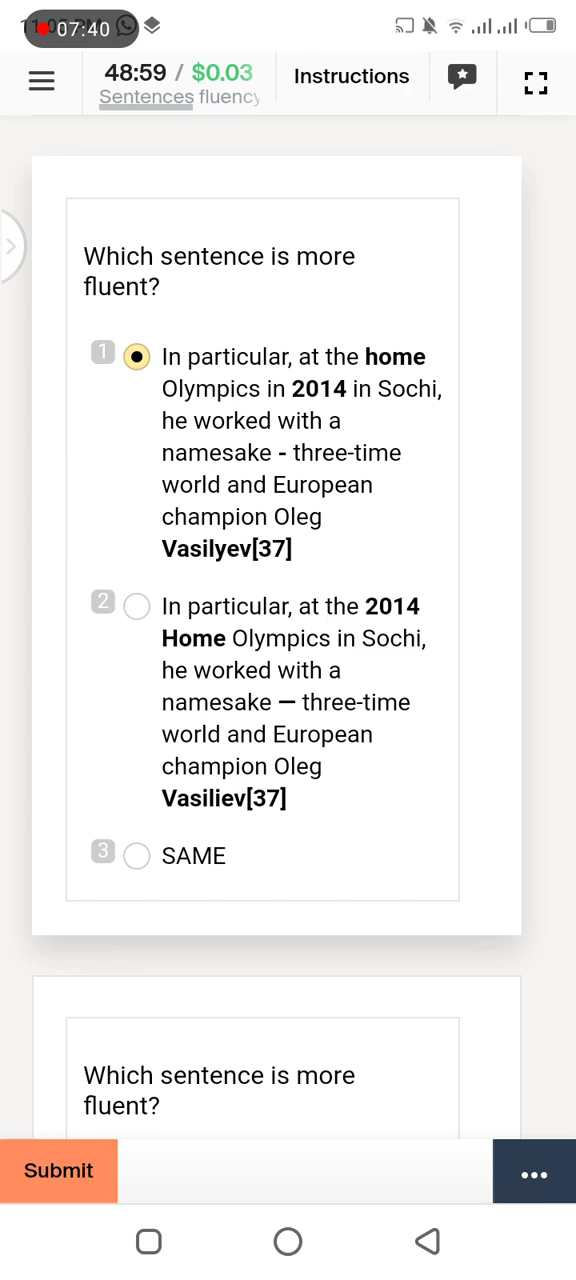 07:40
48:59 / $0.03
Instructions
Sentences fluency
Which sentence is more
fluent?
1
In particular, at the home
Olympics in 2014 in Sochi,
he worked with a
namesake - three-time
world and European
champion Oleg
Vasilyev[37]
2
In particular, at the 2014
Home Olympics in Sochi,
he worked with a
namesake — three-time
world and European
champion Oleg
Vasiliev[37]
3
SAME
Which sentence is more
fluent?
Submit